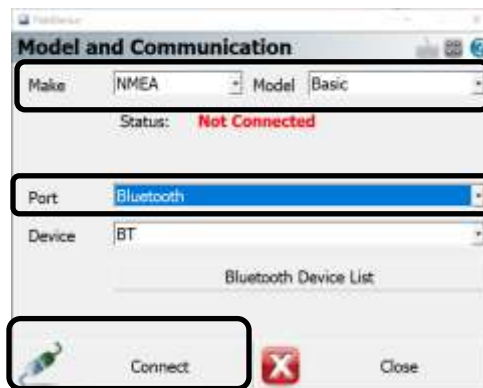 Model and Communication
Make NMEA Model Basic
Status: Not Connected
Port Bluetooth
Device BT
Bluetooth Device List
Connect Close